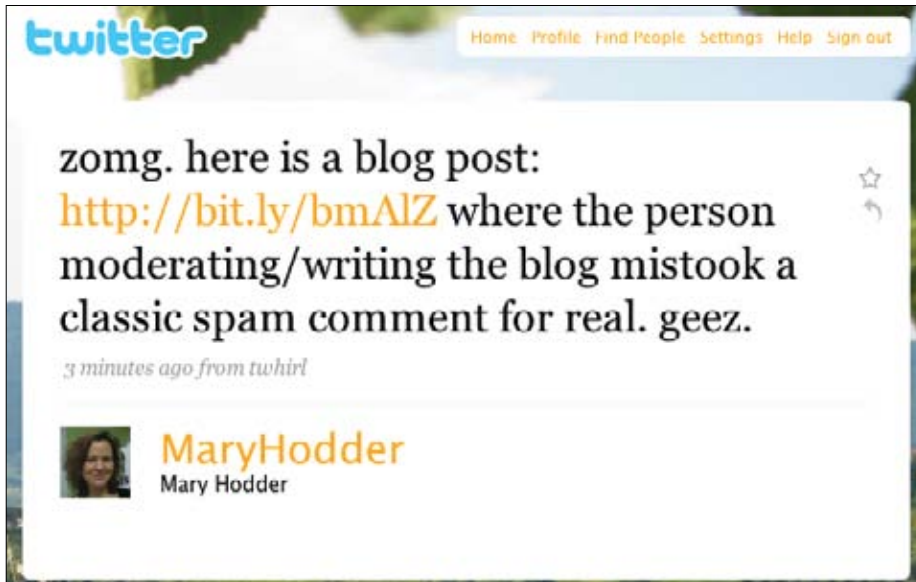 twitter
Home Profile Find People Settings Help Sign out
zomg. here is a blog post:
http://bit.ly/bmAlZ where the person
moderating/writing the blog mistook a
classic spam comment for real. geez.
3 minutes ago from twhirl
MaryHodder
Mary Hodder